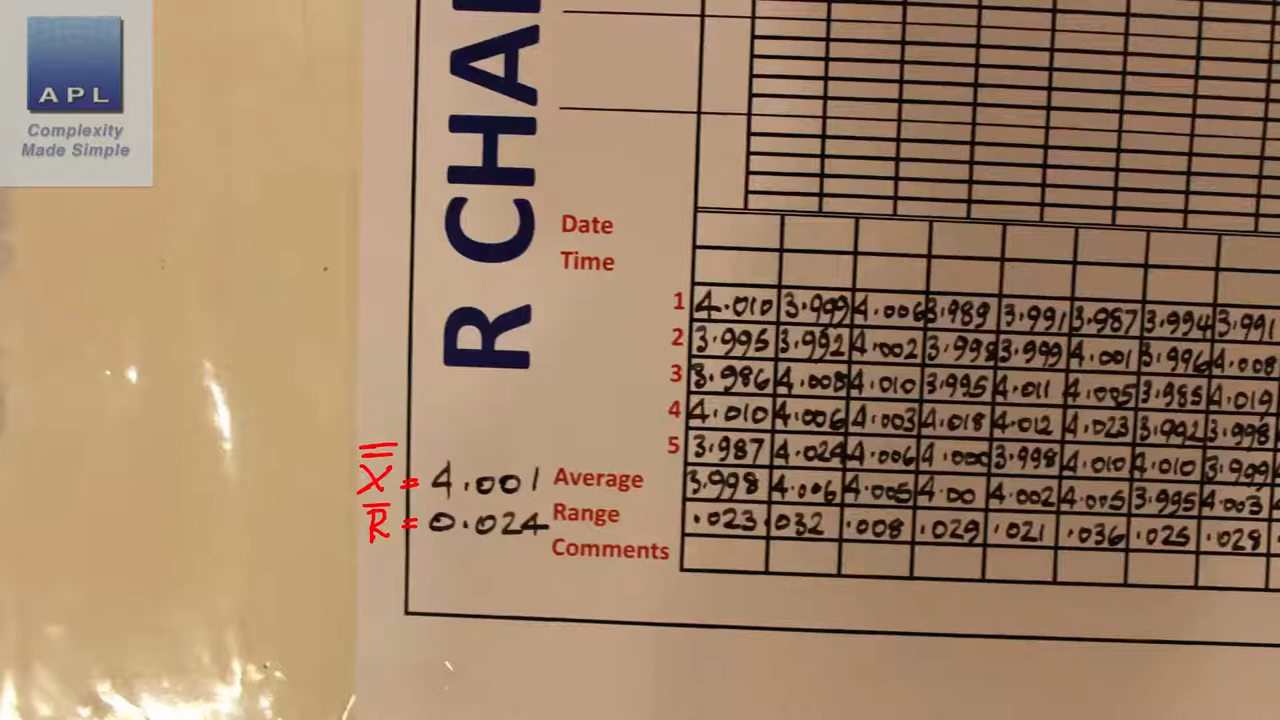 APL
Complexity
Made Simple
R CHA
Date
Time
1 4.010 3.999 4.006 3.989 3.991 3.987 3.994 3.991
2 3.995 3.992 4.002 3.999 4.001 3.996 4.008
3 3.986 4.008 4.010 3.995 4.011 4.005 3.985 4.019
4 4.010 4.006 4.003 4.018 4.012 4.023 3.992 3.998
5 3.987 4.024 4.006 4.000 3.998 4.010 4.010 3.999
X̿ = 4.001 Average 3.998 4.006 4.005 4.00 4.002 4.005 3.995 4.003
R̅ = 0.024 Range .023 .032 .008 .029 .021 .036 .025 .028
Comments